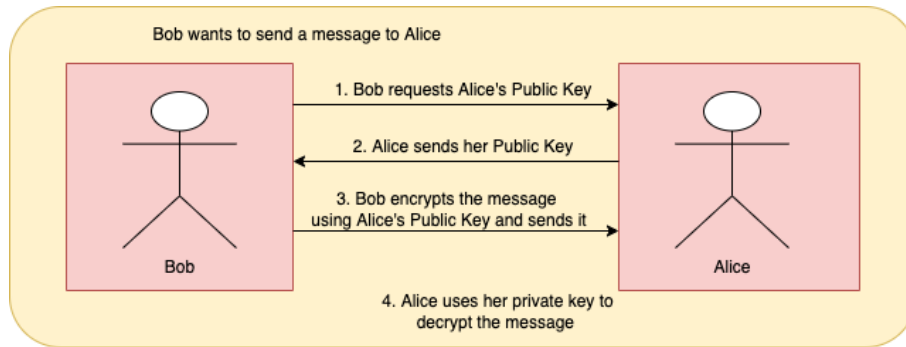 Bob wants to send a message to Alice
1. Bob requests Alice's Public Key
2. Alice sends her Public Key
3. Bob encrypts the message
using Alice's Public Key and sends it
Bob
Alice
4. Alice uses her private key to
decrypt the message